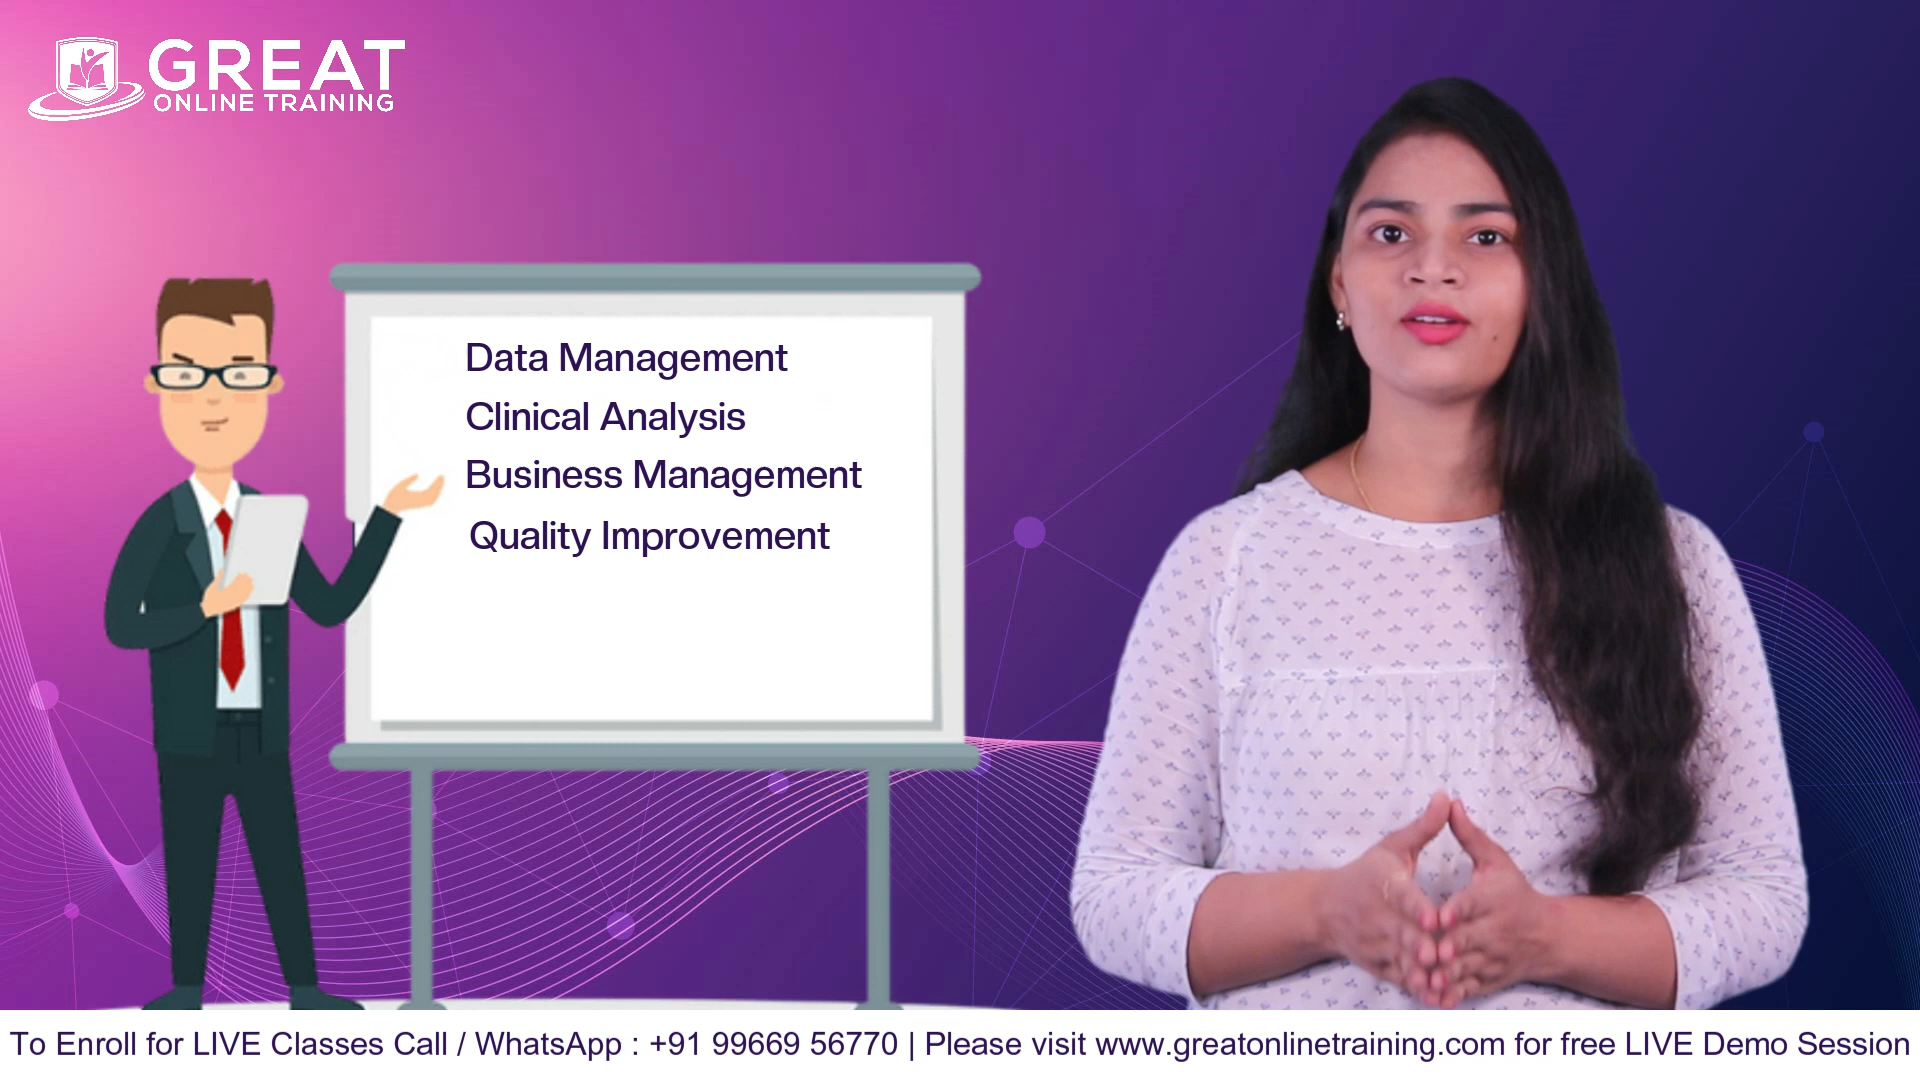 GREAT
ONLINE TRAINING
Data Management
Clinical Analysis
Business Management
Quality Improvement
To Enroll for LIVE Classes Call / WhatsApp : +91 99669 56770 | Please visit www.greatonlinetraining.com for free LIVE Demo Session